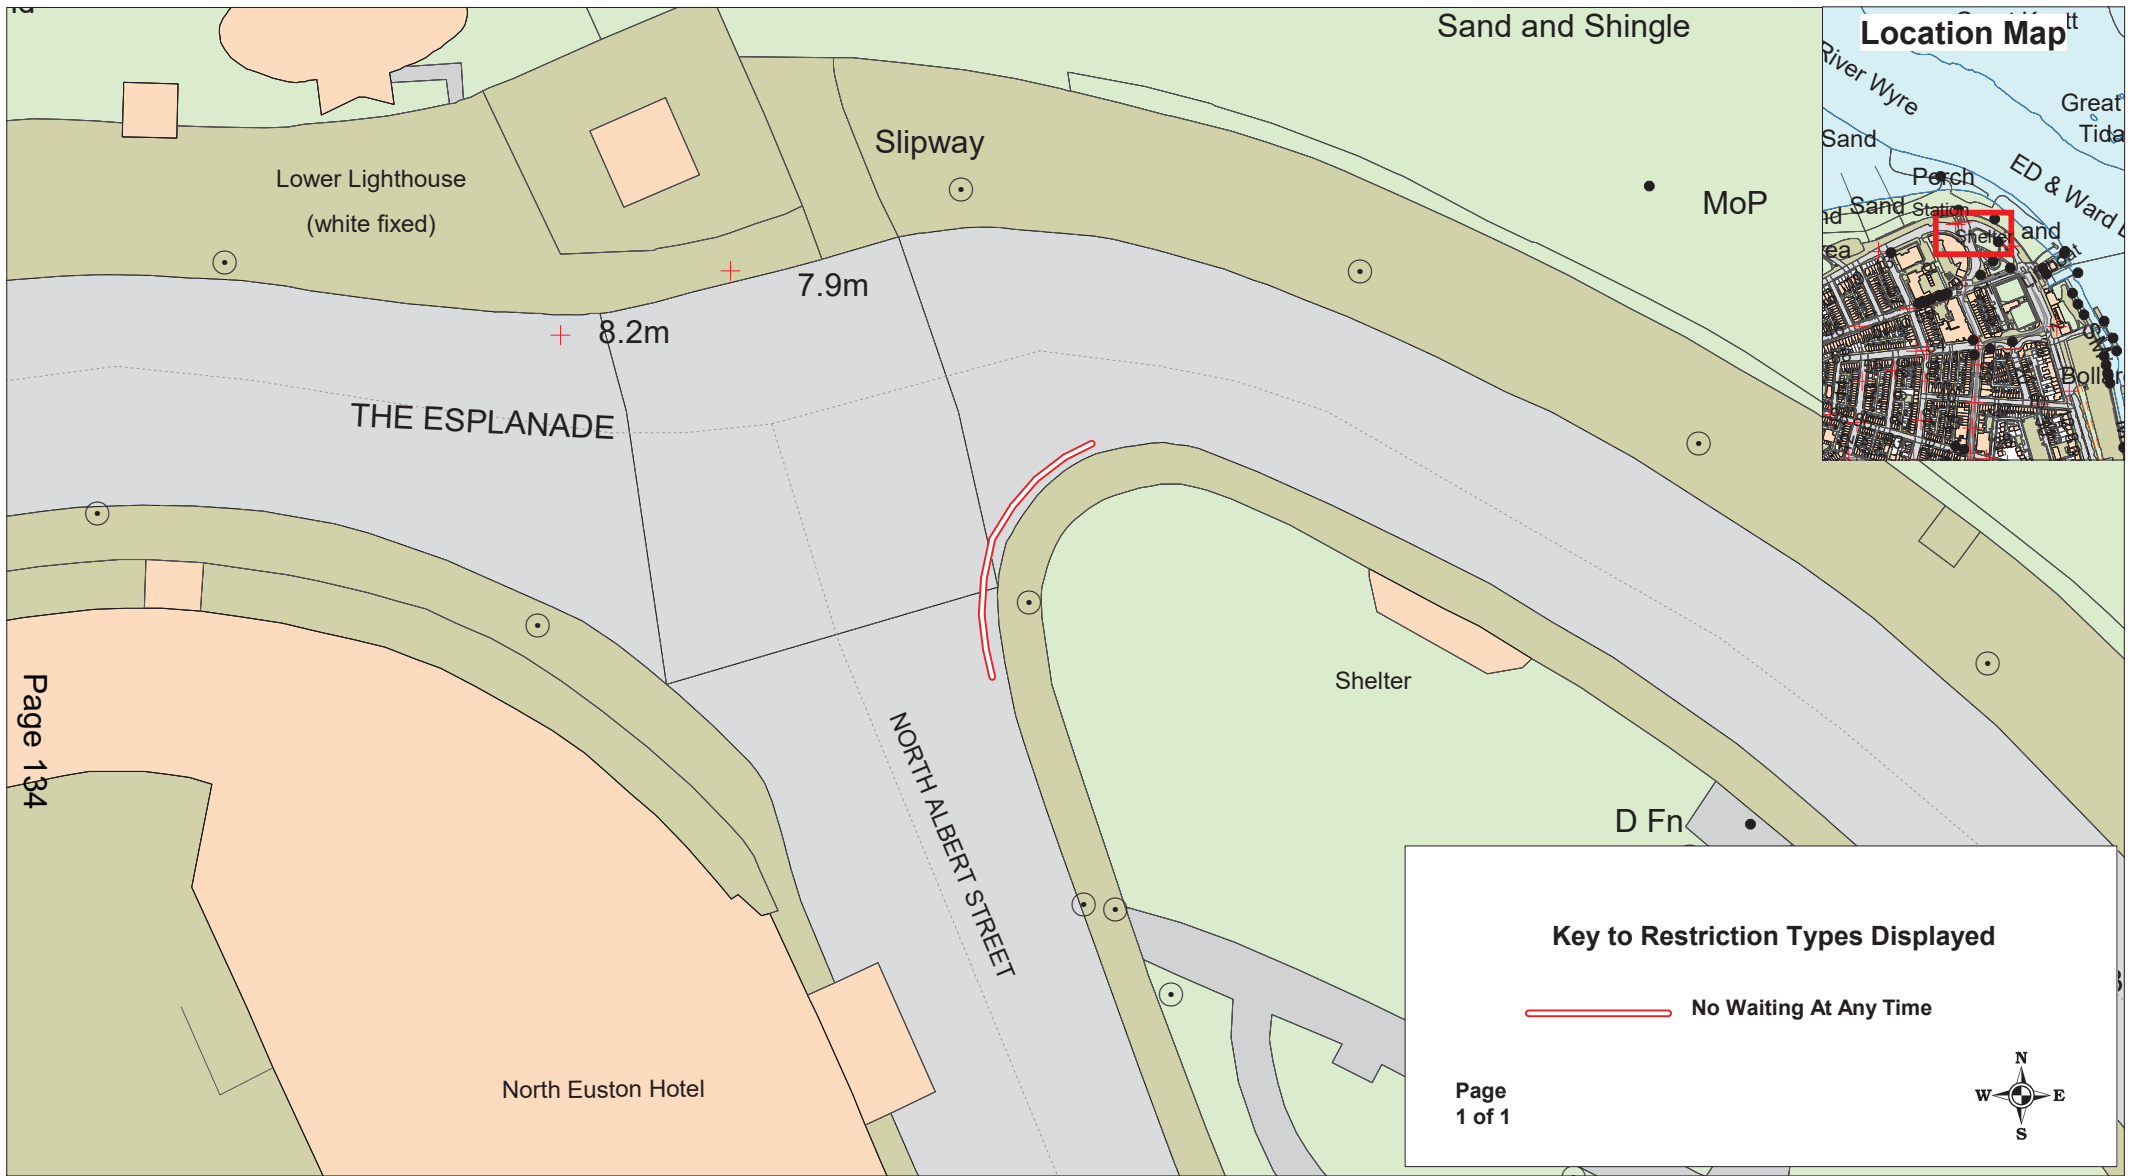 Sand and Shingle
Slipway
MoP
Lower Lighthouse
(white fixed)
7.9m
8.2m
THE ESPLANADE
Page 134
NORTH ALBERT STREET
Shelter
D Fn
North Euston Hotel
Location Map
River Wyre
Great
Sand
ED & Ward
Perch
Sand
Station
Shelter
and
Key to Restriction Types Displayed
No Waiting At Any Time
Page
1 of 1
N
W E
S